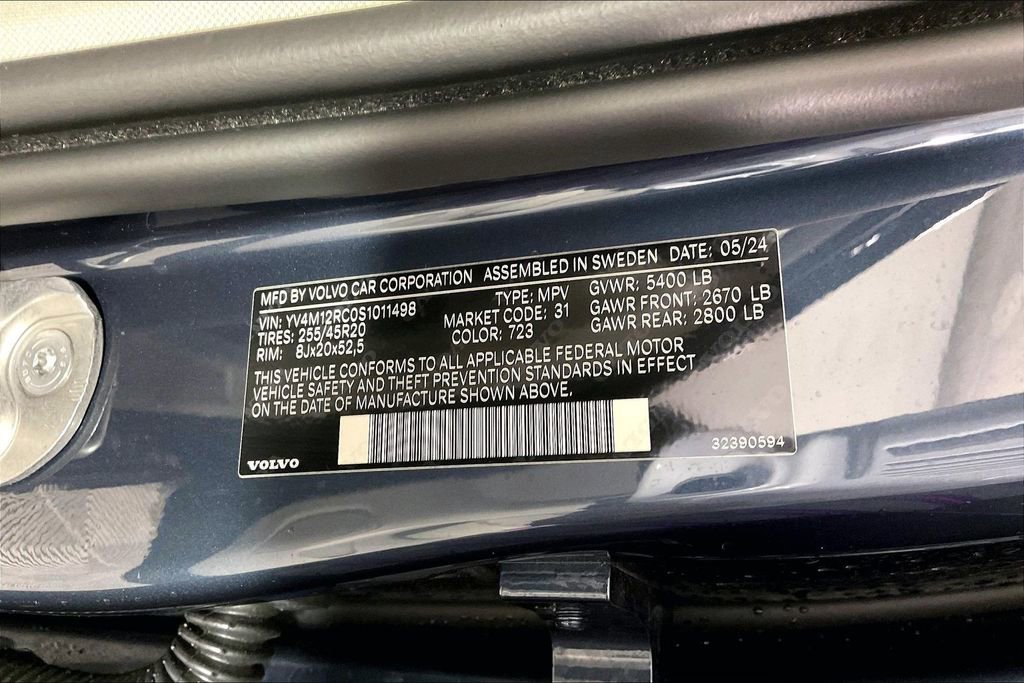 MFD BY VOLVO CAR CORPORATION ASSEMBLED IN SWEDEN DATE: 05/24
VIN: YV4M12RC0S1011498 TYPE: MPV GVWR: 5400 LB
TIRES: 255/45R20 MARKET CODE: 31 GAWR FRONT: 2670 LB
RIM: 8Jx20x52,5 COLOR: 723 GAWR REAR: 2800 LB
THIS VEHICLE CONFORMS TO ALL APPLICABLE FEDERAL MOTOR
VEHICLE SAFETY AND THEFT PREVENTION STANDARDS IN EFFECT
ON THE DATE OF MANUFACTURE SHOWN ABOVE.
VOLVO 32390594